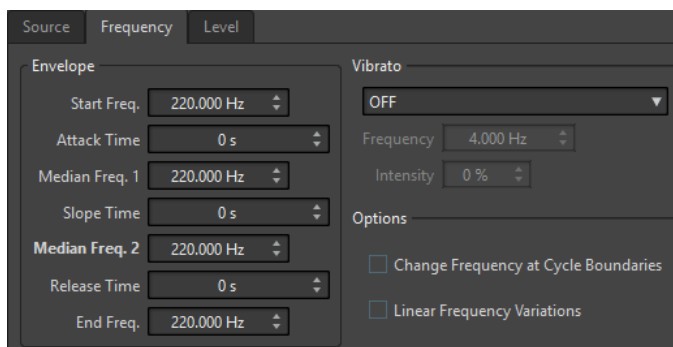 Source Frequency Level
Envelope
Start Freq. 220.000 Hz
Attack Time 0 s
Median Freq. 1 220.000 Hz
Slope Time 0 s
Median Freq. 2 220.000 Hz
Release Time 0 s
End Freq. 220.000 Hz
Vibrato
OFF
Frequency 4.000 Hz
Intensity 0 %
Options
Change Frequency at Cycle Boundaries
Linear Frequency Variations